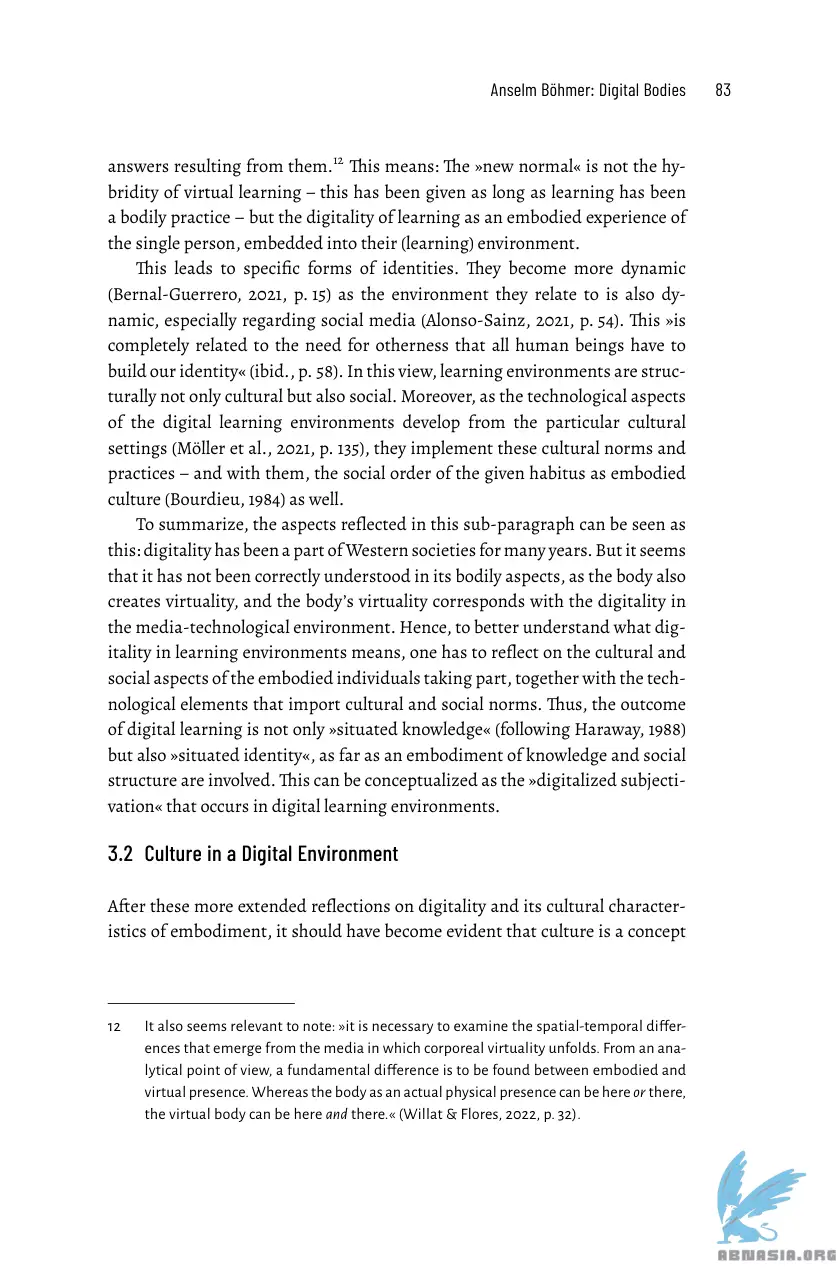 Anselm Böhmer: Digital Bodies 83
answers resulting from them.12 This means: The »new normal« is not the hy-
bridity of virtual learning – this has been given as long as learning has been
a bodily practice – but the digitality of learning as an embodied experience of
the single person, embedded into their (learning) environment.
This leads to specific forms of identities. They become more dynamic
(Bernal-Guerrero, 2021, p. 15) as the environment they relate to is also dy-
namic, especially regarding social media (Alonso-Sainz, 2021, p. 54). This »is
completely related to the need for otherness that all human beings have to
build our identity« (ibid., p. 58). In this view, learning environments are struc-
turally not only cultural but also social. Moreover, as the technological aspects
of the digital learning environments develop from the particular cultural
settings (Möller et al., 2021, p. 135), they implement these cultural norms and
practices – and with them, the social order of the given habitus as embodied
culture (Bourdieu, 1984) as well.
To summarize, the aspects reflected in this sub-paragraph can be seen as
this: digitality has been a part of Western societies for many years. But it seems
that it has not been correctly understood in its bodily aspects, as the body also
creates virtuality, and the body’s virtuality corresponds with the digitality in
the media-technological environment. Hence, to better understand what dig-
itality in learning environments means, one has to reflect on the cultural and
social aspects of the embodied individuals taking part, together with the tech-
nological elements that import cultural and social norms. Thus, the outcome
of digital learning is not only »situated knowledge« (following Haraway, 1988)
but also »situated identity«, as far as an embodiment of knowledge and social
structure are involved. This can be conceptualized as the »digitalized subjecti-
vation« that occurs in digital learning environments.
3.2 Culture in a Digital Environment
After these more extended reflections on digitality and its cultural character-
istics of embodiment, it should have become evident that culture is a concept
12 It also seems relevant to note: »it is necessary to examine the spatial-temporal differ-
ences that emerge from the media in which corporeal virtuality unfolds. From an ana-
lytical point of view, a fundamental difference is to be found between embodied and
virtual presence. Whereas the body as an actual physical presence can be here or there,
the virtual body can be here and there.« (Willat & Flores, 2022, p. 32).
ABNASIA.ORG